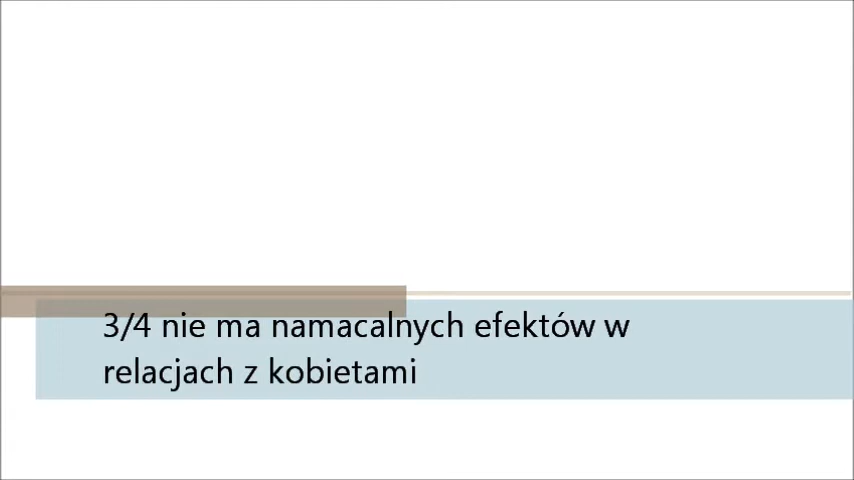 3/4 nie ma namacalnych efektów w
relacjach z kobietami